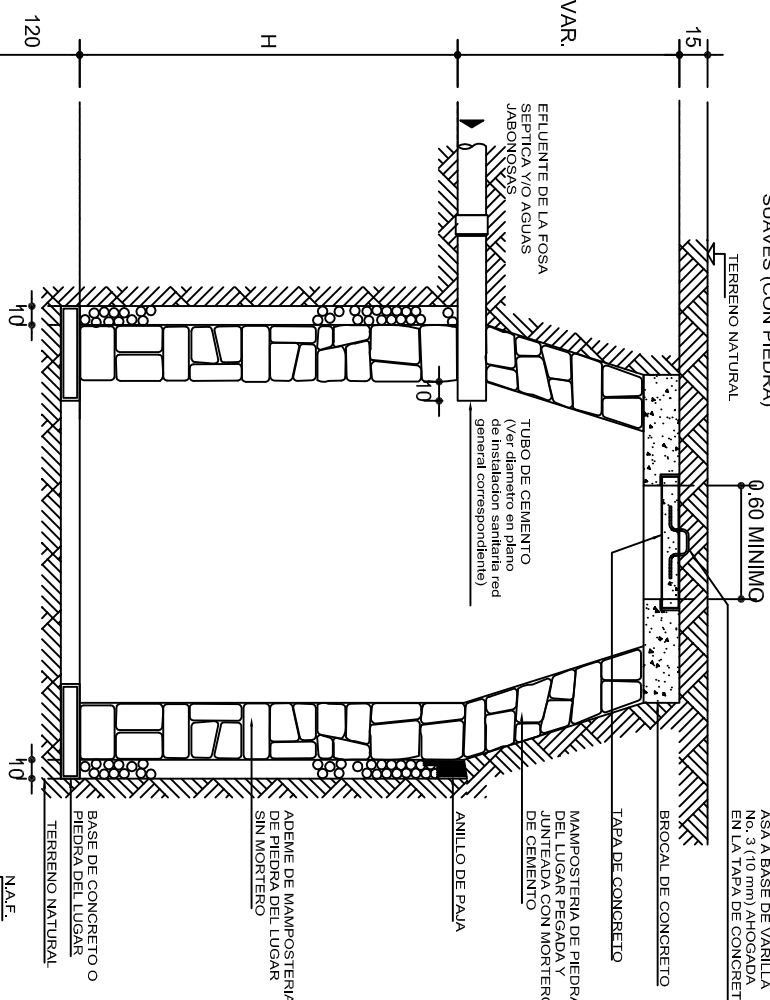 SUAVES (CON PIEDRA)
TERRENO NATURAL
15
VAR.
H
120
0.60 MINIMO
EFLUENTE DE LA FOSA
SEPTICA Y/O AGUAS
JABONOSAS
TUBO DE CEMENTO
(Ver diametro en plano
de instalacion sanitaria red
general correspondiente)
10
10
10
ASA A BASE DE VARILLA
No. 3 (10 mm) AHOGADA
EN LA TAPA DE CONCRET
BROCAL DE CONCRETO
TAPA DE CONCRETO
MAMPOSTERIA DE PIEDRA
DEL LUGAR PEGADA Y
JUNTEADA CON MORTERO
DE CEMENTO
ANILLO DE PAJA
ADEME DE MAMPOSTERIA
DE PIEDRA DEL LUGAR
SIN MORTERO
BASE DE CONCRETO O
PIEDRA DEL LUGAR
TERRENO NATURAL
N.A.F.